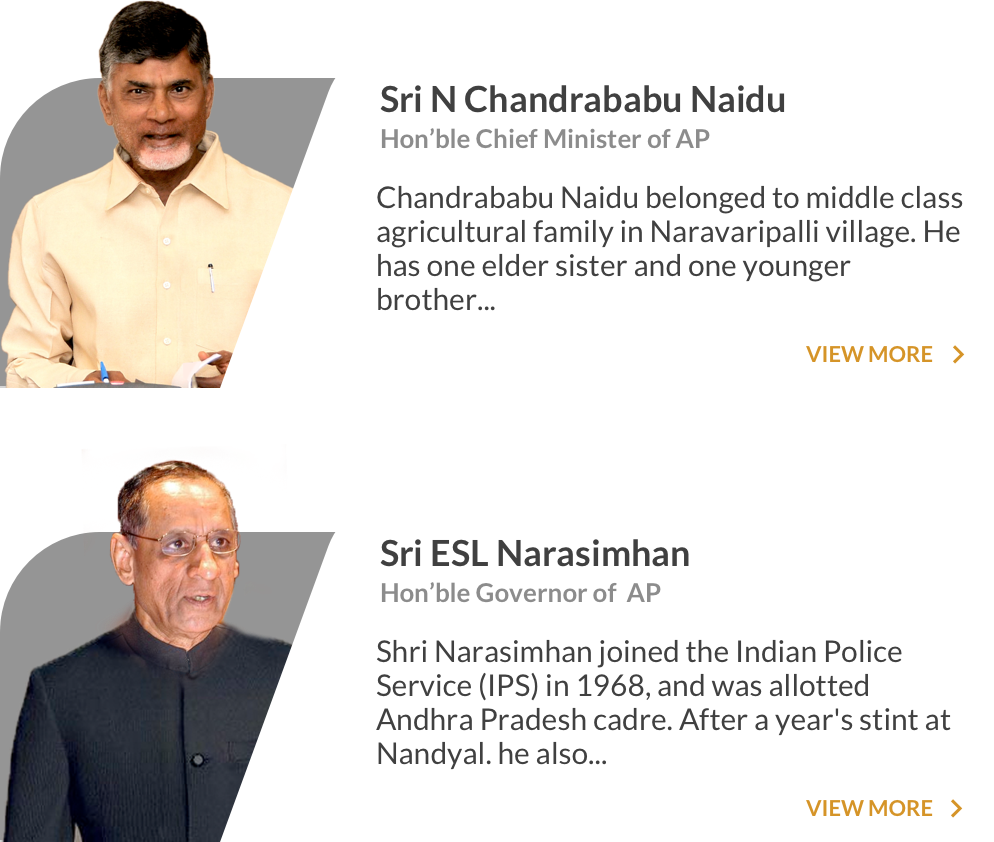 Sri N Chandrababu Naidu
Hon’ble Chief Minister of AP
Chandrababu Naidu belonged to middle class
agricultural family in Naravaripalli village. He
has one elder sister and one younger
brother...
VIEW MORE
Sri ESL Narasimhan
Hon’ble Governor of  AP
Shri Narasimhan joined the Indian Police
Service (IPS) in 1968, and was allotted
Andhra Pradesh cadre. After a year's stint at
Nandyal. he also...
VIEW MORE